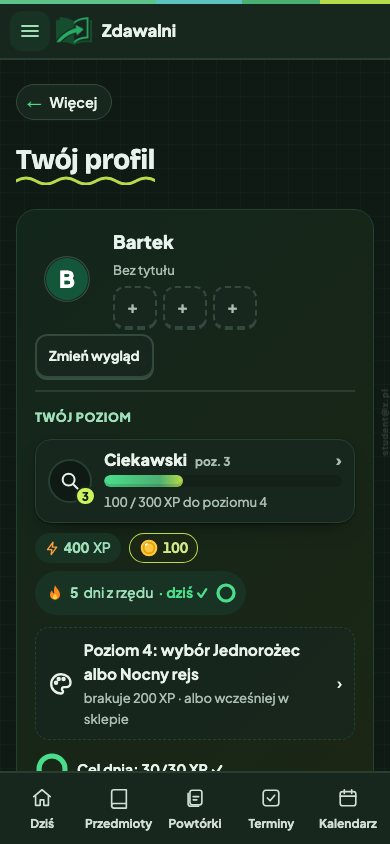 Zdawalni
← Więcej
Twój profil
B
Bartek
Bez tytułu
+ + +
Zmień wygląd
TWÓJ POZIOM
3
Ciekawski poz. 3 ›
100 / 300 XP do poziomu 4
400 XP
100
5 dni z rzędu · dziś ✓
Poziom 4: wybór Jednorożec
albo Nocny rejs
brakuje 200 XP · albo wcześniej w
sklepie
›
Cel dnia: 30/30 XP ✓
student@z.pl
Dziś
Przedmioty
Powtórki
Terminy
Kalendarz